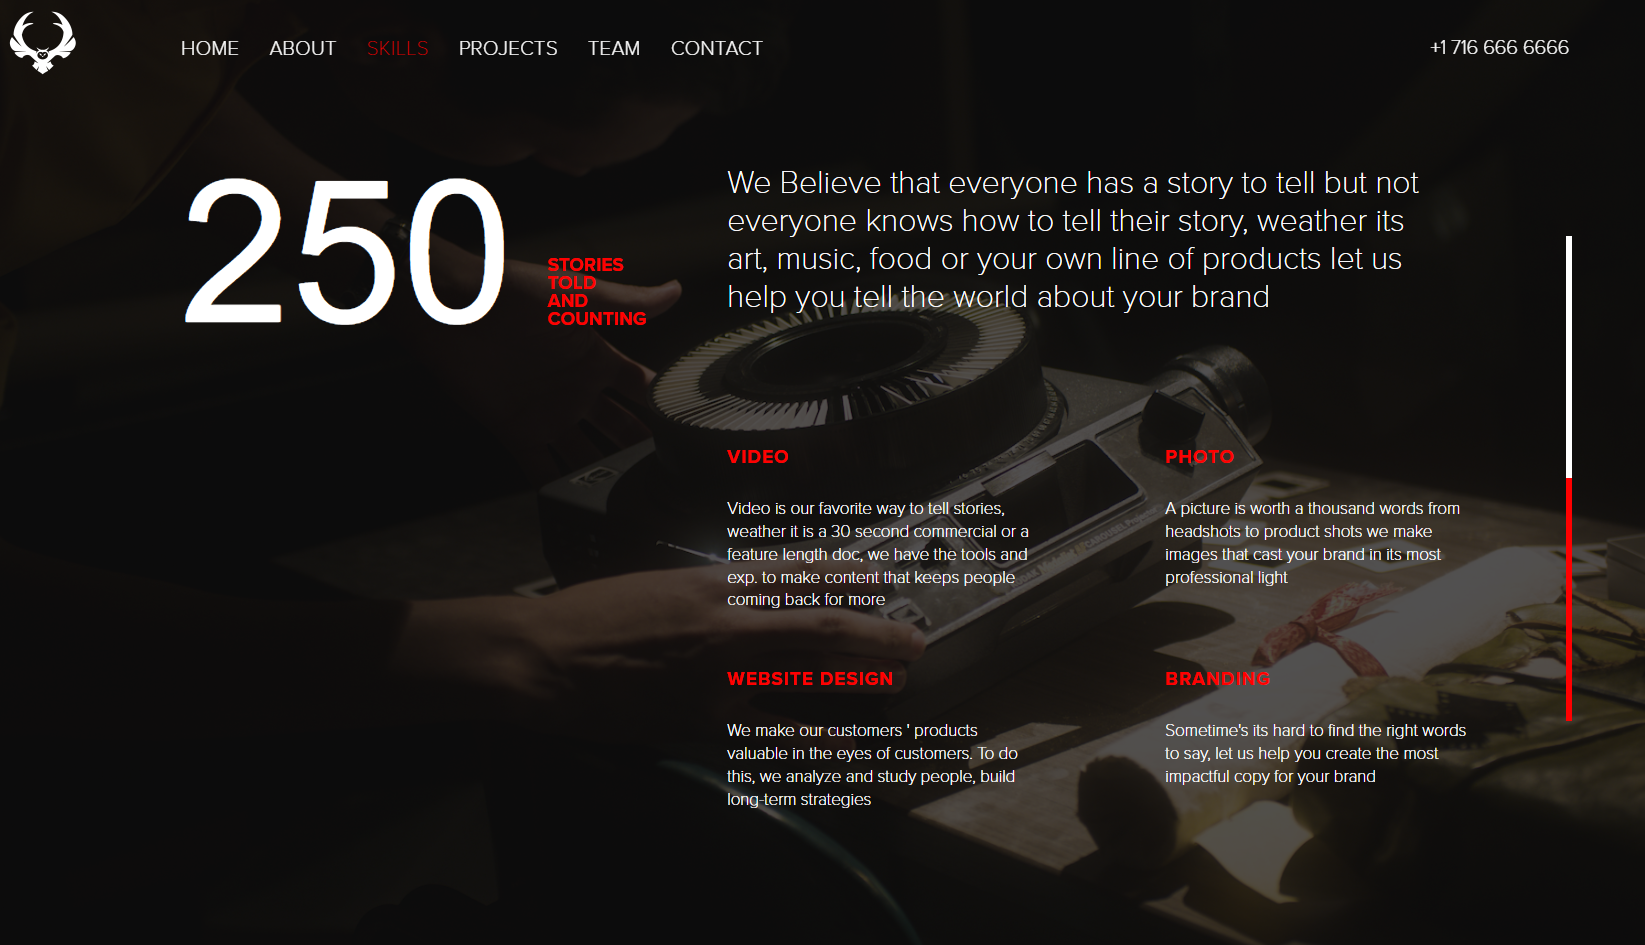 HOME ABOUT SKILLS PROJECTS TEAM CONTACT +1 716 666 6666
250
STORIES
TOLD
AND
COUNTING
We Believe that everyone has a story to tell but not
everyone knows how to tell their story, weather its
art, music, food or your own line of products let us
help you tell the world about your brand
VIDEO
Video is our favorite way to tell stories,
weather it is a 30 second commercial or a
feature length doc, we have the tools and
exp. to make content that keeps people
coming back for more
PHOTO
A picture is worth a thousand words from
headshots to product shots we make
images that cast your brand in its most
professional light
WEBSITE DESIGN
We make our customers ' products
valuable in the eyes of customers. To do
this, we analyze and study people, build
long-term strategies
BRANDING
Sometime's its hard to find the right words
to say, let us help you create the most
impactful copy for your brand